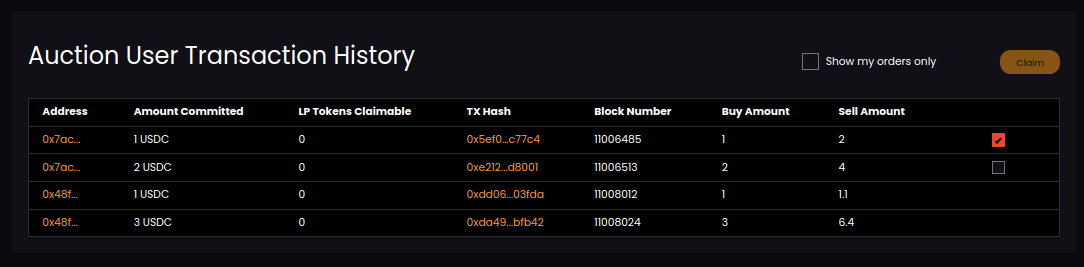 Auction User Transaction History
Show my orders only
Claim
Address Amount Committed LP Tokens Claimable TX Hash Block Number Buy Amount Sell Amount
0x7ac... 1 USDC 0 0x5ef0...c77c4 11006485 1 2
0x7ac... 2 USDC 0 0xe212...d8001 11006513 2 4
0x48f... 1 USDC 0 0xdd06...03fda 11008012 1 1.1
0x48f... 3 USDC 0 0xda49...bfb42 11008024 3 6.4